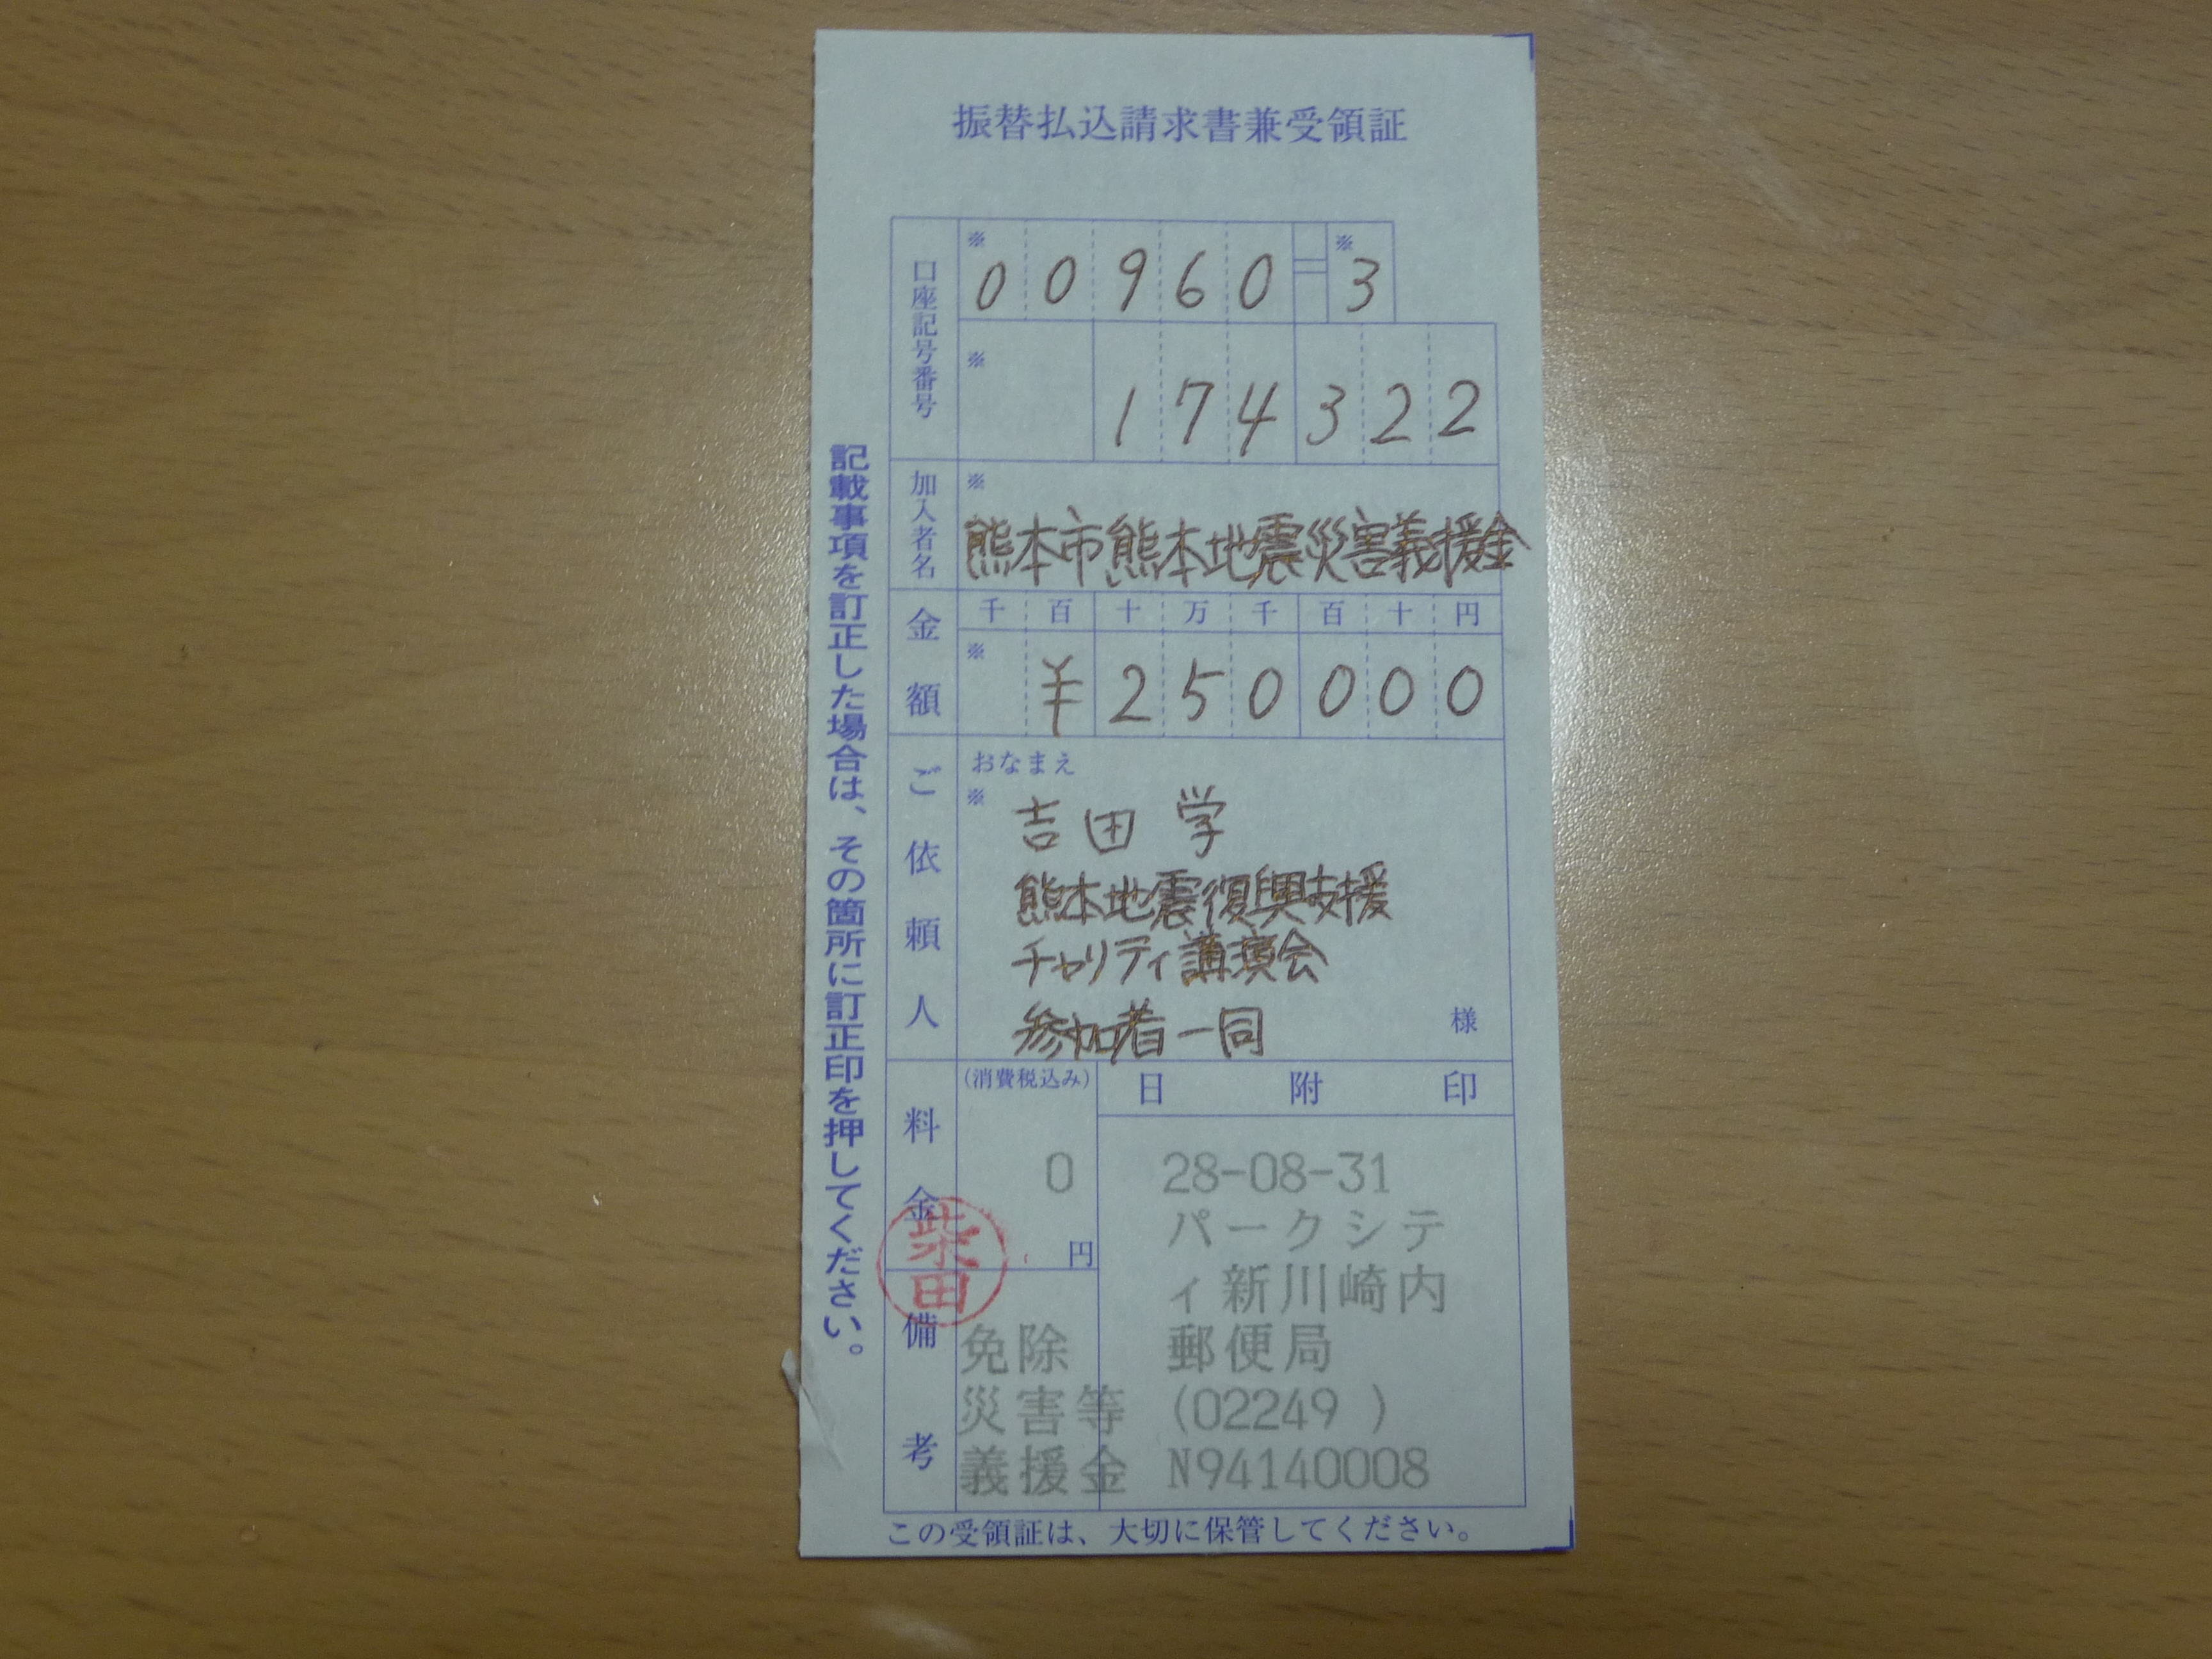 振替払込請求書兼受領証
口座記号番号
※ 00960 = ※ 3
※ 174322
加入者名
※
熊本市熊本地震災害義援金
金額
千 百 十 万 千 百 十 円
※ ¥250000
ご依頼人
おなまえ
※
吉田 学
熊本地震復興支援
チャリティ講演会
参加者一同
様
料金
(消費税込み)
0
円
柴田
日附印
28-08-31
パークシテ
ィ新川崎内
郵便局
(02249 )
N94140008
備考
免除
災害等
義援金
この受領証は、大切に保管してください。
記載事項を訂正した場合は、その箇所に訂正印を押してください。